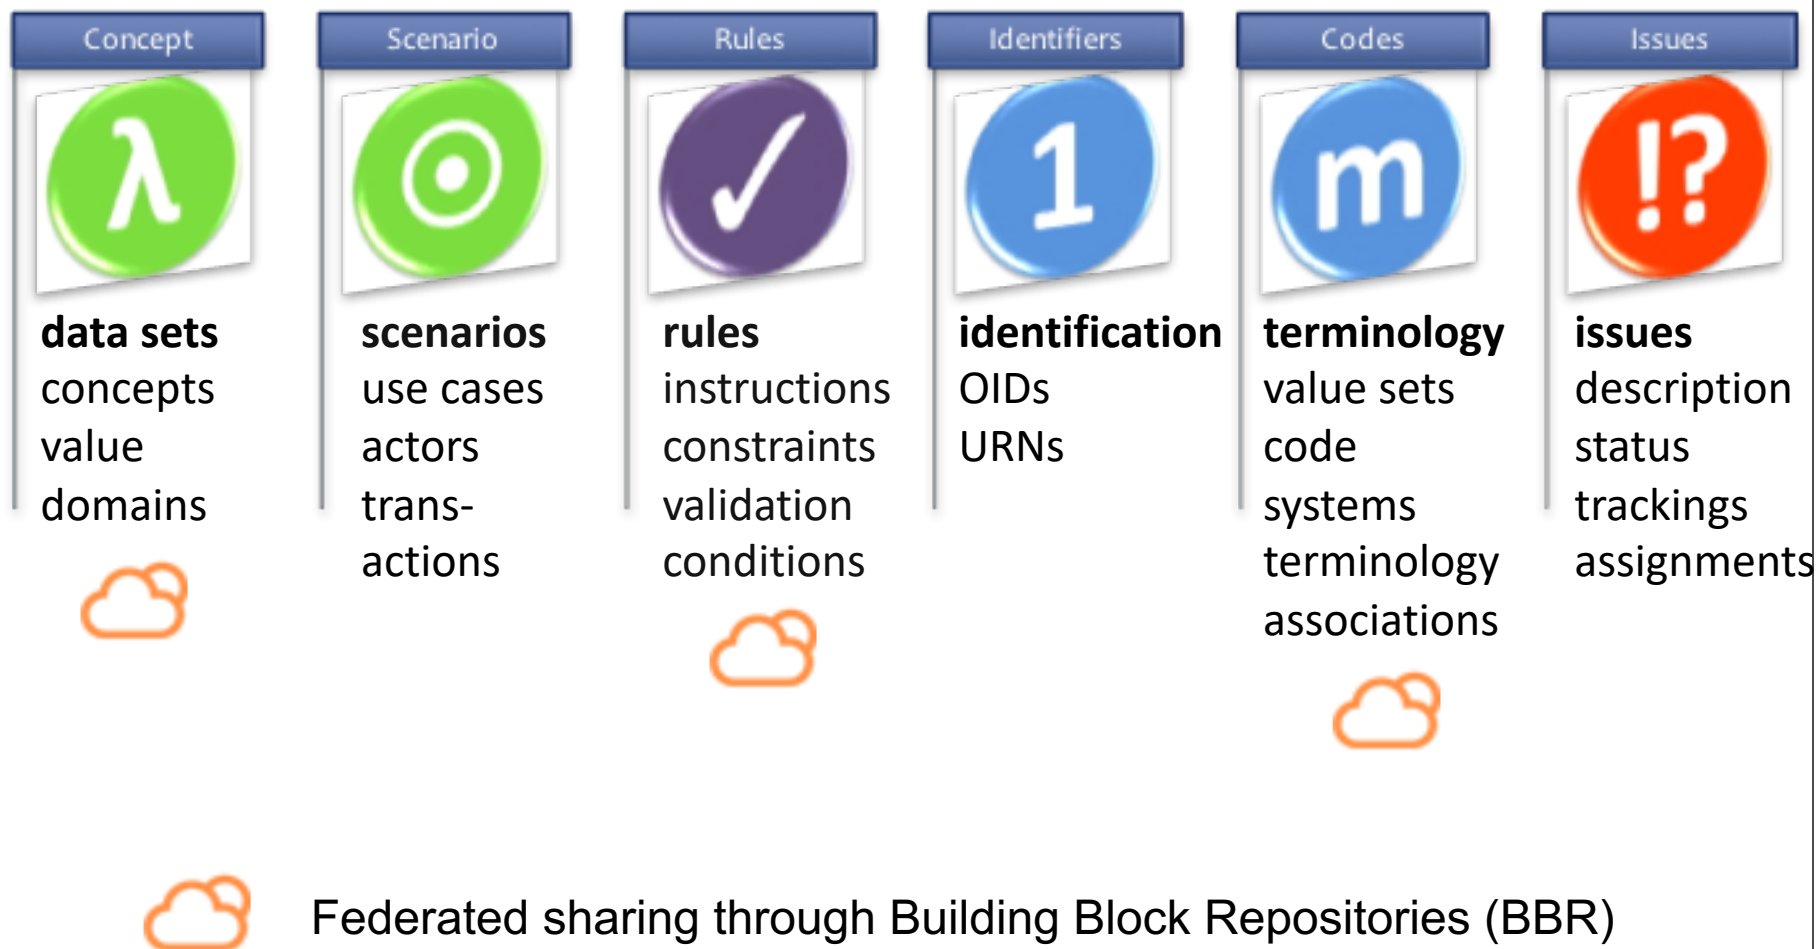 Concept
λ
data sets
concepts
value
domains
Scenario
scenarios
use cases
actors
trans-
actions
Rules
✓
rules
instructions
constraints
validation
conditions
Identifiers
1
identification
OIDs
URNs
Codes
m
terminology
value sets
code
systems
terminology
associations
Issues
!?
issues
description
status
trackings
assignments
Federated sharing through Building Block Repositories (BBR)